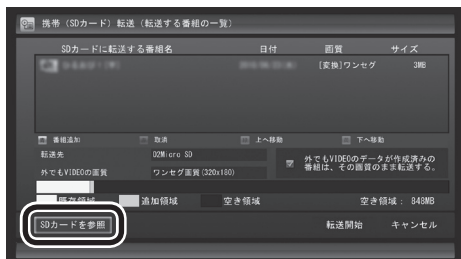 携帯（SDカード）転送（転送する番組の一覧）
SDカードに転送する番組名 日付 画質 サイズ
[変換]ワンセグ 3MB
番組追加 取消 上へ移動 下へ移動
転送先 02Micro SD
外でもVIDEOのデータが作成済みの
番組は、その画質のまま転送する。
外でもVIDEOの画質 ワンセグ画質(320x180)
既存領域 追加領域 空き領域 空き領域： 848MB
SDカードを参照 転送開始 キャンセル